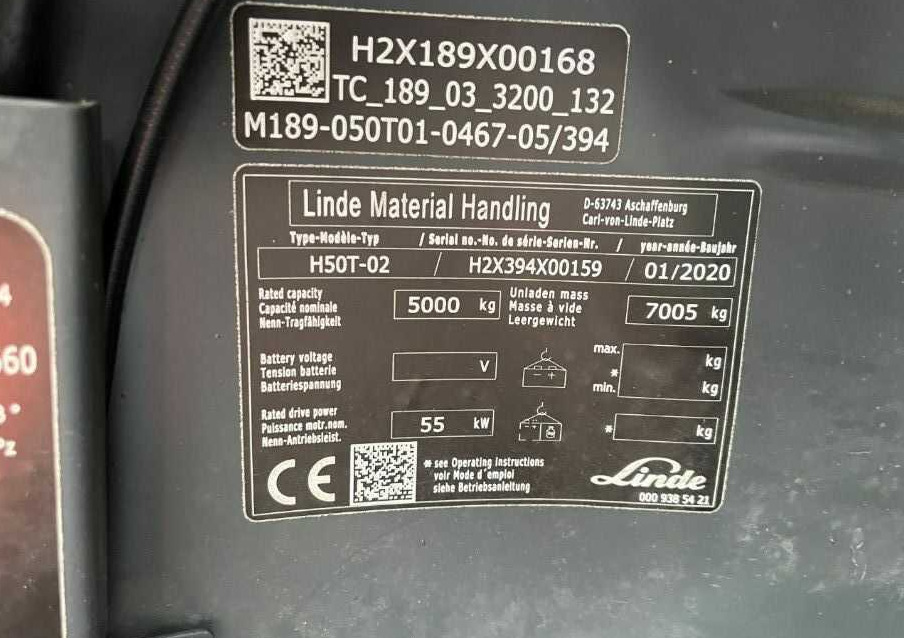 H2X189X00168
TC_189_03_3200_132
M189-050T01-0467-05/394
Linde Material Handling
D-63743 Aschaffenburg
Carl-von-Linde-Platz
Type-Modèle-Typ / Serial no.-No. de série-Serien-Nr. / year-année-Baujahr
H50T-02 / H2X394X00159 / 01/2020
Rated capacity
Capacité nominale
Nenn-Tragfähigkeit
5000 kg
Unladen mass
Masse à vide
Leergewicht
7005 kg
Battery voltage
Tension batterie
Batteriespannung
V
- +
max. kg
*
min. kg
Rated drive power
Puissance motr.nom.
Nenn-Antriebsleist.
55 kW
* kg
CE
* see Operating Instructions
voir Mode d'emploi
siehe Betriebsanleitung
Linde
000 938 54 21
4
60